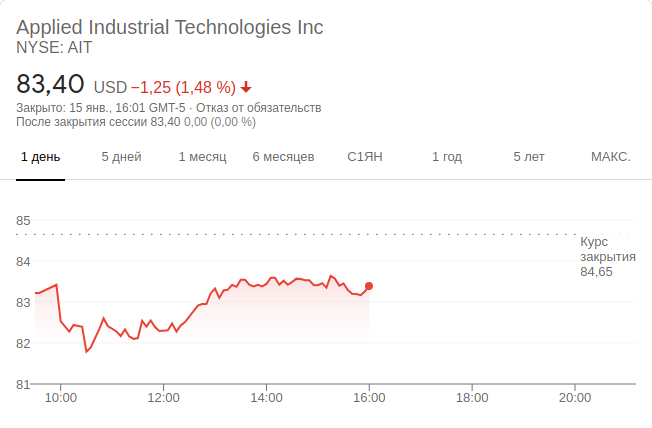 Applied Industrial Technologies Inc
NYSE: AIT
83,40 USD −1,25 (1,48 %)
Закрыто: 15 янв., 16:01 GMT-5 · Отказ от обязательств
После закрытия сессии 83,40 0,00 (0,00 %)
1 день 5 дней 1 месяц 6 месяцев С1ЯН 1 год 5 лет МАКС.
85
Курс
закрытия
84,65
84
83
82
81
10:00 12:00 14:00 16:00 18:00 20:00